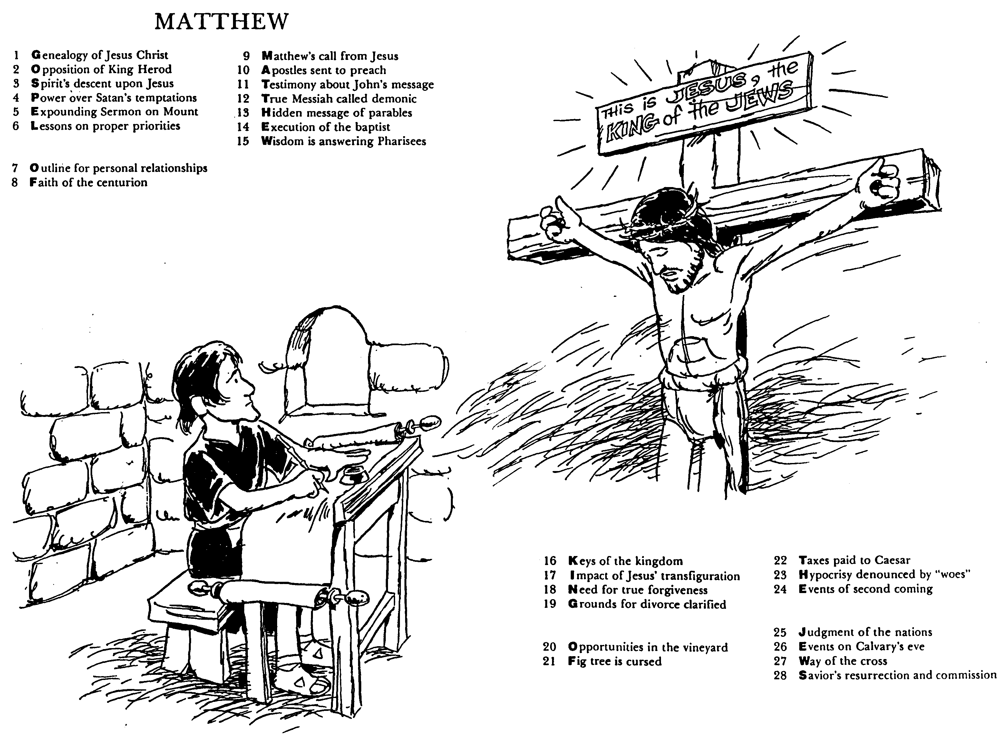 MATTHEW
1 Genealogy of Jesus Christ
2 Opposition of King Herod
3 Spirit's descent upon Jesus
4 Power over Satan's temptations
5 Expounding Sermon on Mount
6 Lessons on proper priorities
7 Outline for personal relationships
8 Faith of the centurion
9 Matthew's call from Jesus
10 Apostles sent to preach
11 Testimony about John's message
12 True Messiah called demonic
13 Hidden message of parables
14 Execution of the baptist
15 Wisdom is answering Pharisees
THIS is JESUS, the
KING of the JEWS
16 Keys of the kingdom
17 Impact of Jesus' transfiguration
18 Need for true forgiveness
19 Grounds for divorce clarified
20 Opportunities in the vineyard
21 Fig tree is cursed
22 Taxes paid to Caesar
23 Hypocrisy denounced by "woes"
24 Events of second coming
25 Judgment of the nations
26 Events on Calvary's eve
27 Way of the cross
28 Savior's resurrection and commission